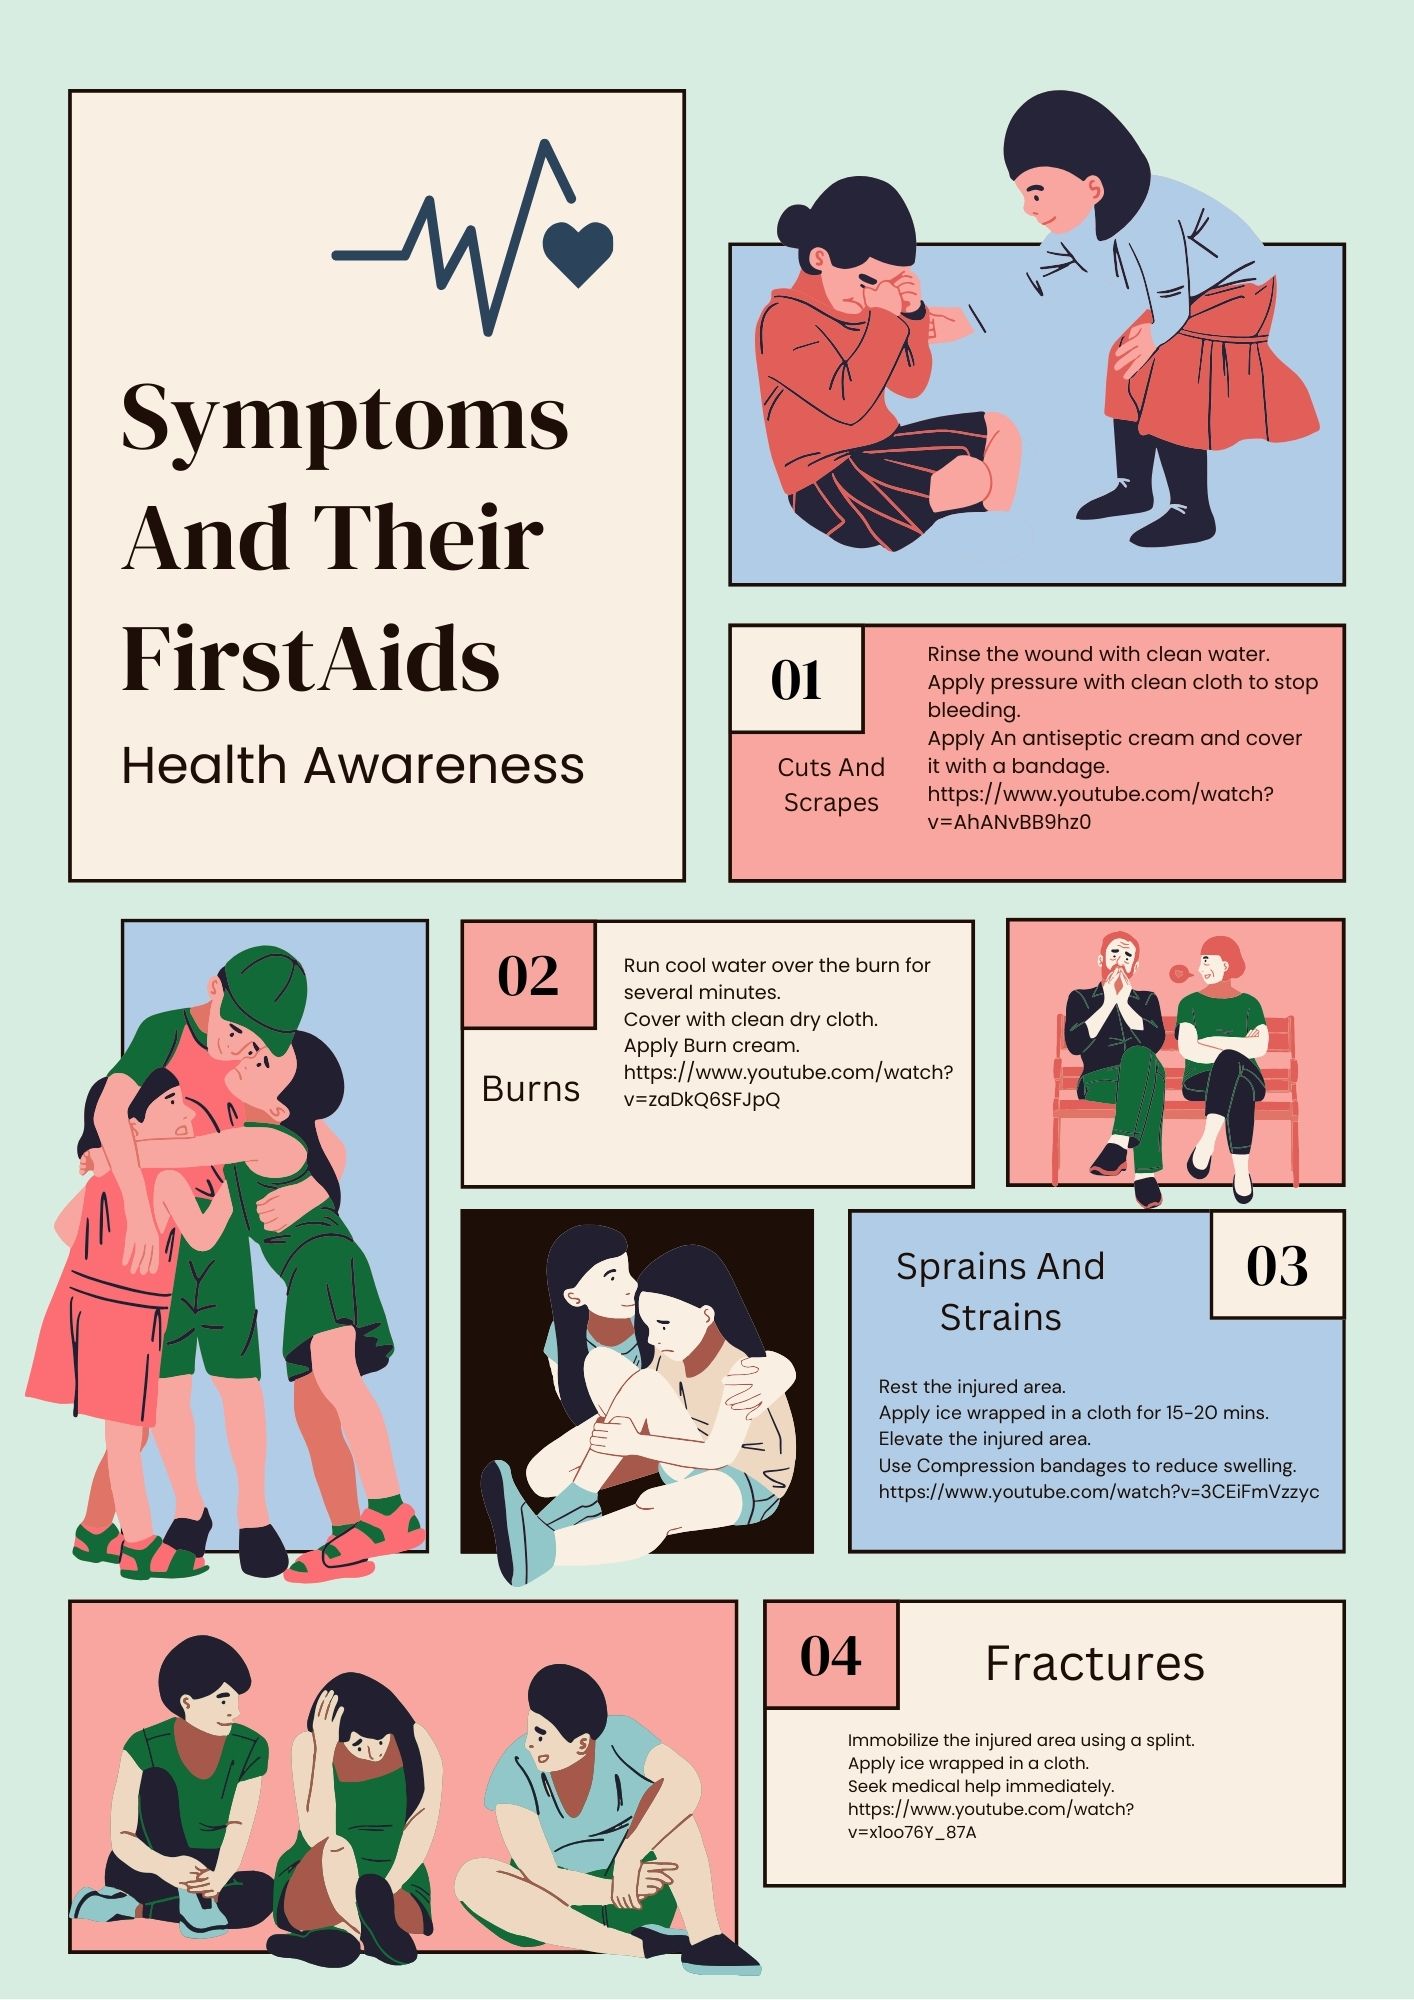 Symptoms
And Their
FirstAids
Health Awareness
01
Cuts And
Scrapes
Rinse the wound with clean water.
Apply pressure with clean cloth to stop
bleeding.
Apply An antiseptic cream and cover
it with a bandage.
https://www.youtube.com/watch?
v=AhANvBB9hz0
02
Burns
Run cool water over the burn for
several minutes.
Cover with clean dry cloth.
Apply Burn cream.
https://www.youtube.com/watch?
v=zaDkQ6SFJpQ
03
Sprains And
Strains
Rest the injured area.
Apply ice wrapped in a cloth for 15-20 mins.
Elevate the injured area.
Use Compression bandages to reduce swelling.
https://www.youtube.com/watch?v=3CEiFmVzzyc
04
Fractures
Immobilize the injured area using a splint.
Apply ice wrapped in a cloth.
Seek medical help immediately.
https://www.youtube.com/watch?
v=x1oo76Y_87A